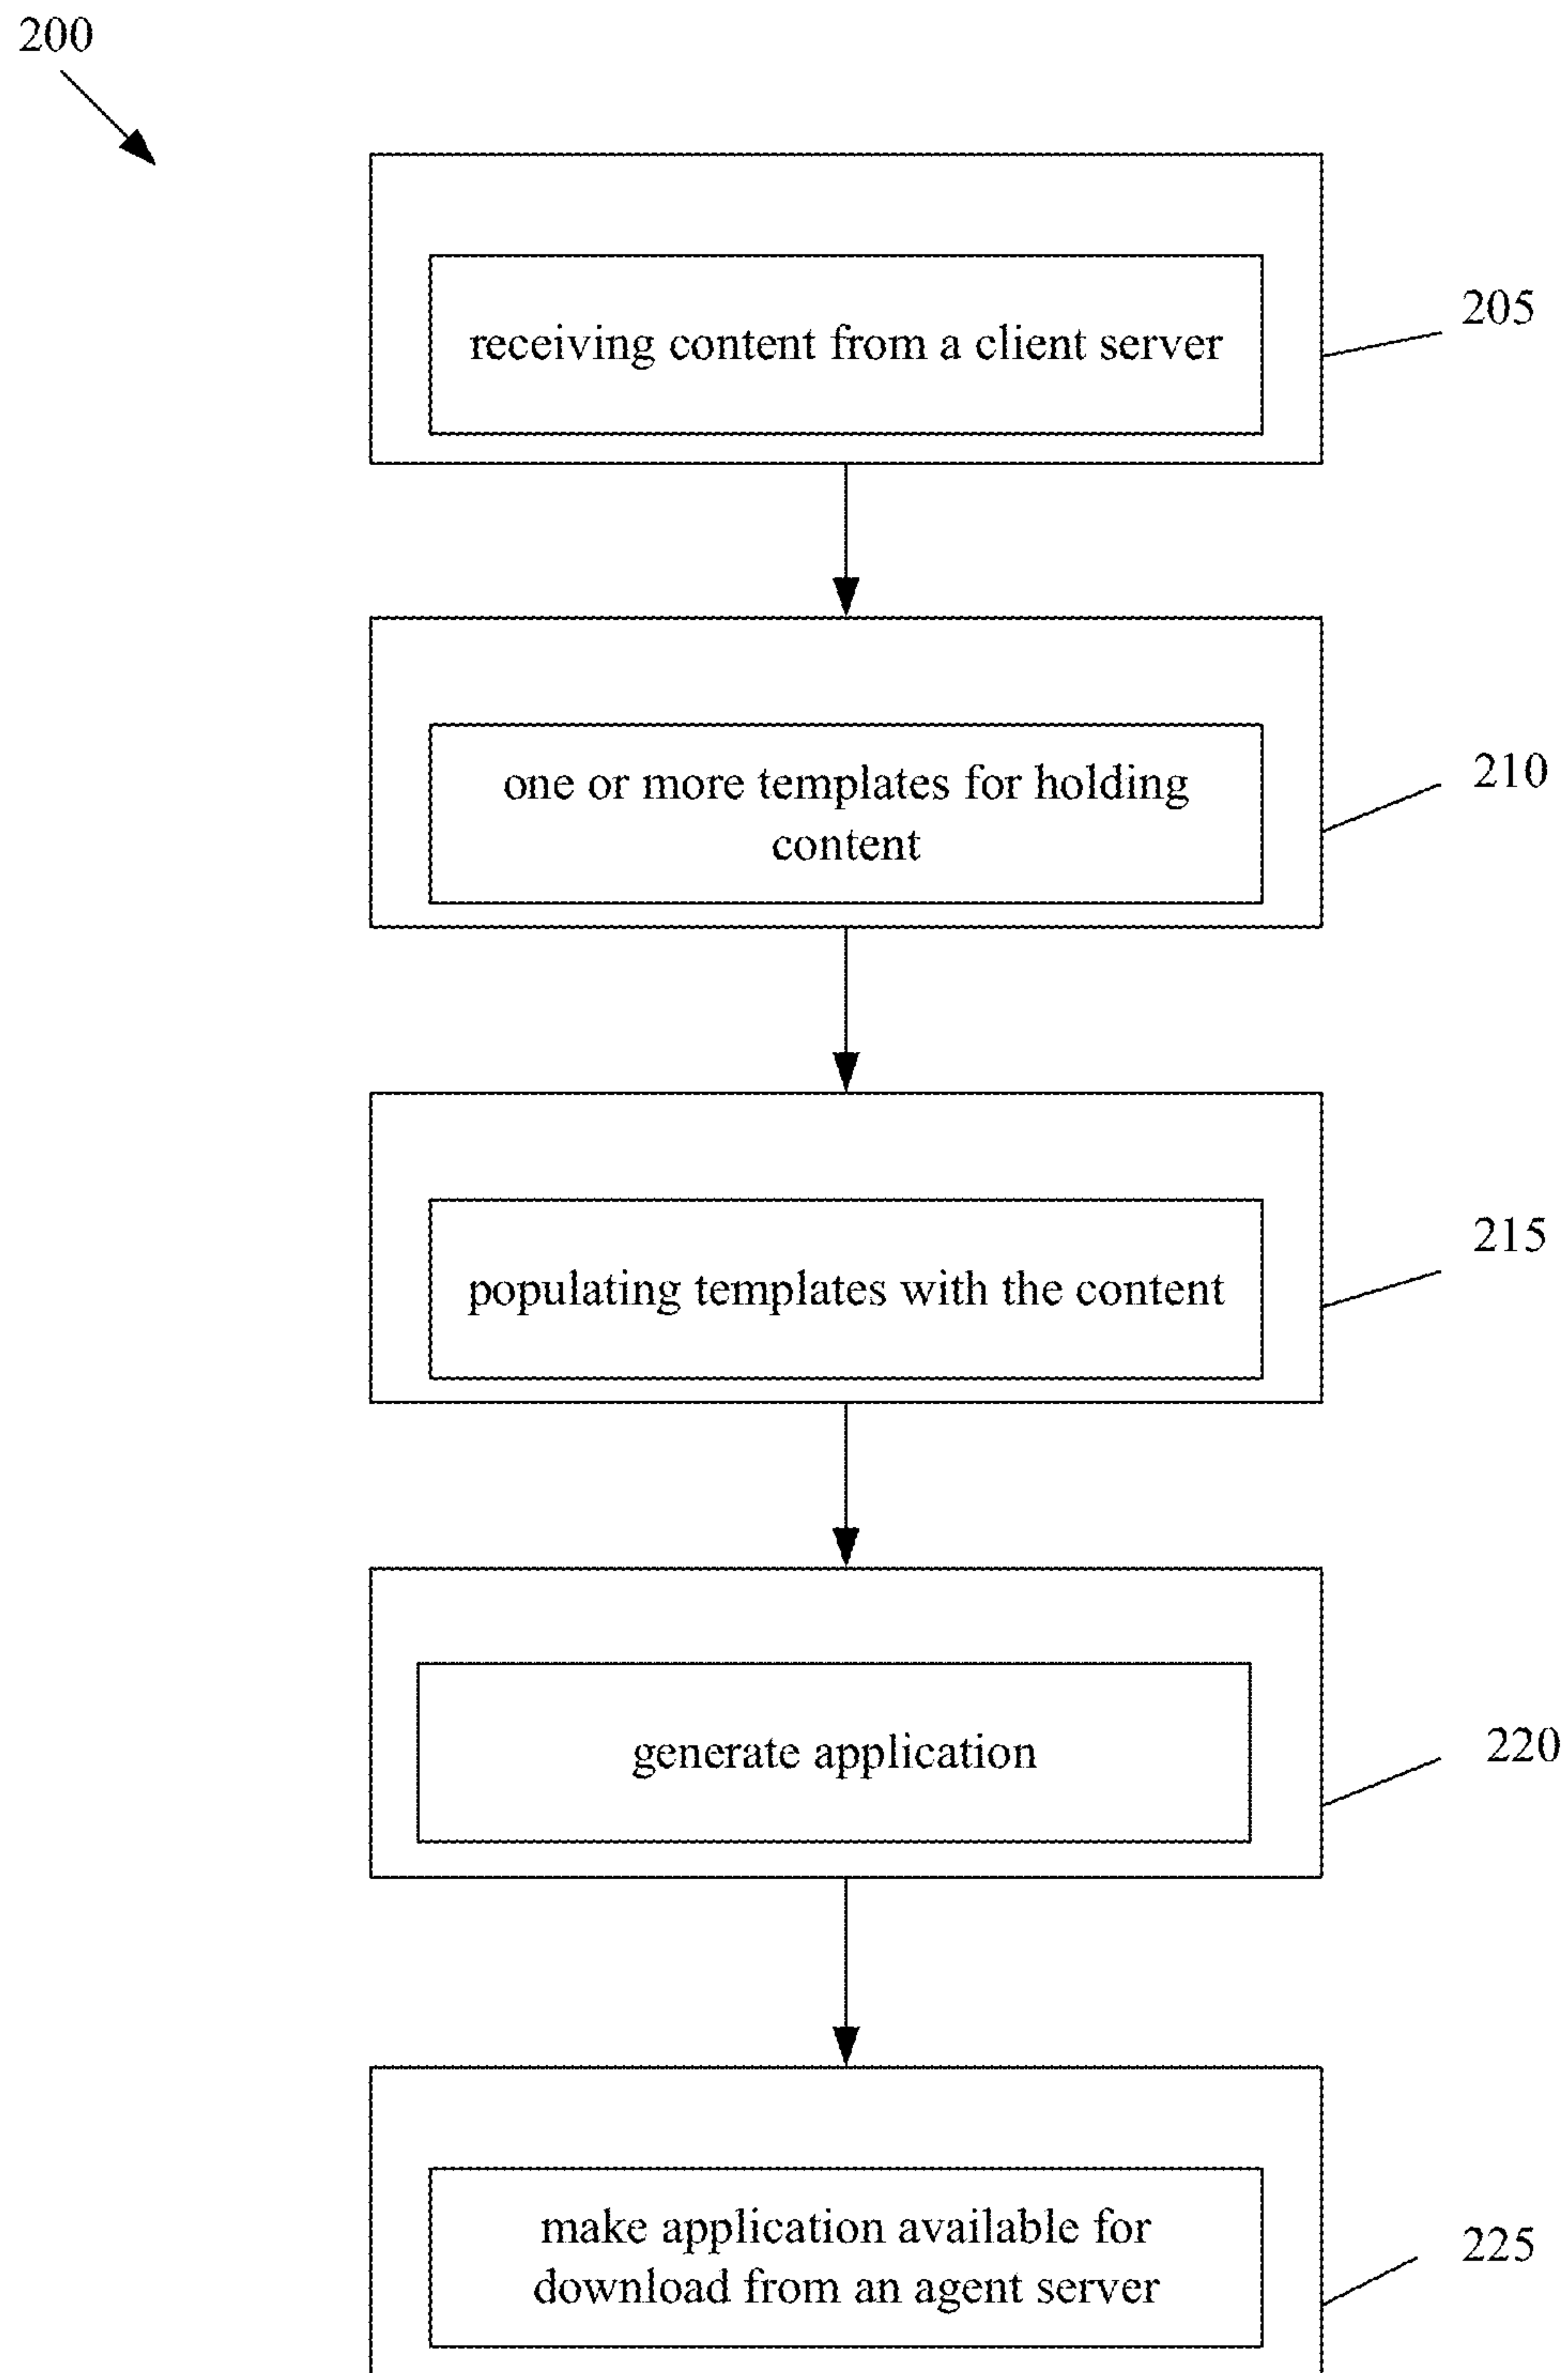 200
receiving content from a client server
205
one or more templates for holding
content
210
populating templates with the content
215
generate application
220
make application available for
download from an agent server
225